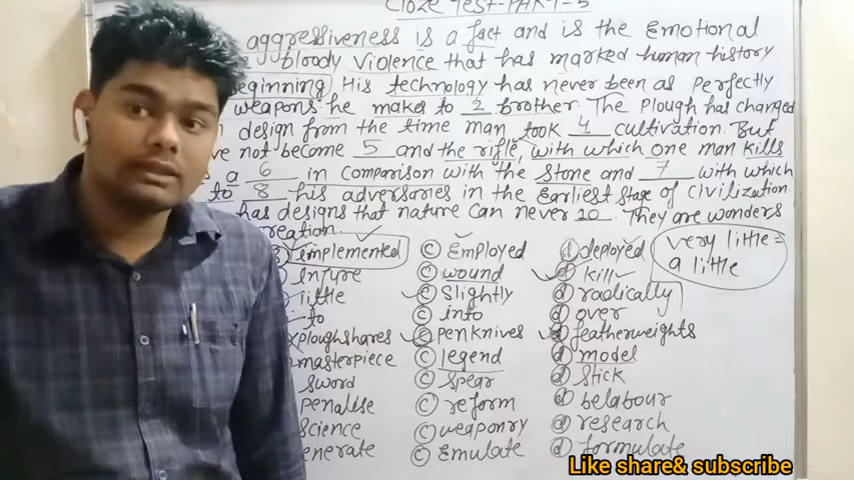 Cloze Test-PART-5
aggressiveness is a fact and is the Emotional
bloody violence that has marked human history
eginning. His technology has never been as perfectly
weapons he makes to 2 brother. The Plough has changed
design from the time man took 4 cultivation. But
ve not become 5 and the rifle, with which one man kills
a 6 in comparison with the stone and 7 with which
to 8 his adversaries in the Earliest stage of civilization.
has designs that nature can never 10. They are wonders
reation.
implemented c Employed d deployed very little =
Injure c wound d kill a little
little c slightly d radically
to c into d over
ploughshares c penknives d featherweights
masterpiece c legend d model
sword c spear d stick
penalise c reform d belabour
science c weaponry d research
enerate c Emulate d formulate
Like share& subscribe